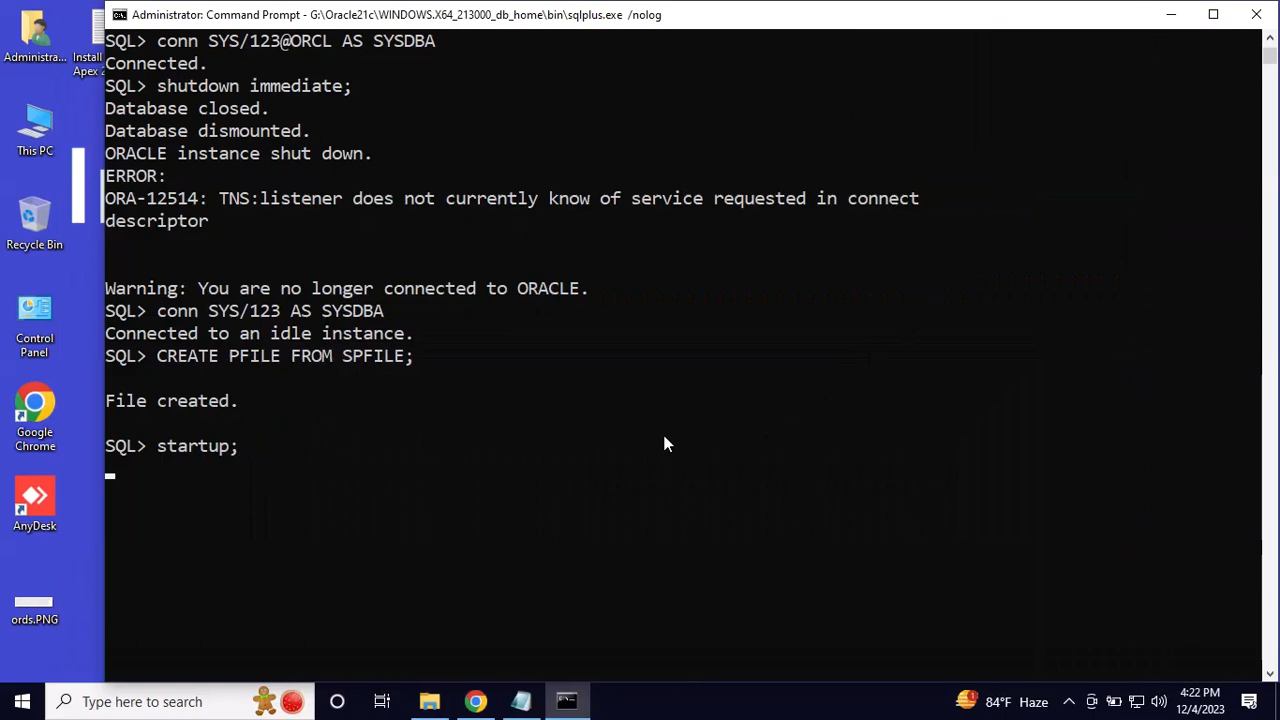 Administrator: Command Prompt - G:\Oracle21c\WINDOWS.X64_213000_db_home\bin\sqlplus.exe /nolog
SQL> conn SYS/123@ORCL AS SYSDBA
Connected.
SQL> shutdown immediate;
Database closed.
Database dismounted.
ORACLE instance shut down.
ERROR:
ORA-12514: TNS:listener does not currently know of service requested in connect
descriptor
Warning: You are no longer connected to ORACLE.
SQL> conn SYS/123 AS SYSDBA
Connected to an idle instance.
SQL> CREATE PFILE FROM SPFILE;
File created.
SQL> startup;
Administra...
Install
Apex 2
This PC
Recycle Bin
Control
Panel
Google
Chrome
AnyDesk
ords.PNG
Type here to search
84°F Haze
4:22 PM
12/4/2023